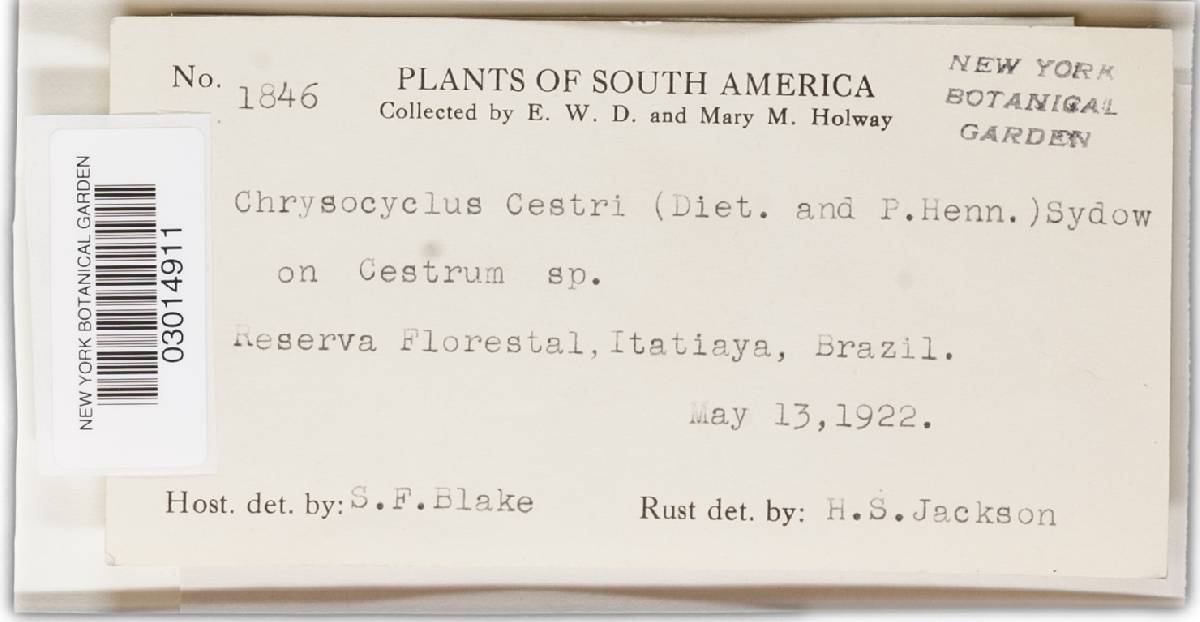 No. 1846
PLANTS OF SOUTH AMERICA
Collected by E. W. D. and Mary M. Holway
NEW YORK
BOTANICAL
GARDEN
NEW YORK BOTANICAL GARDEN
03014911
Chrysocyclus Cestri (Diet. and P.Henn.)Sydow
on Cestrum sp.
Reserva Florestal,Itatiaya, Brazil.
May 13,1922.
Host. det. by: S.F.Blake
Rust det. by: H.S.Jackson